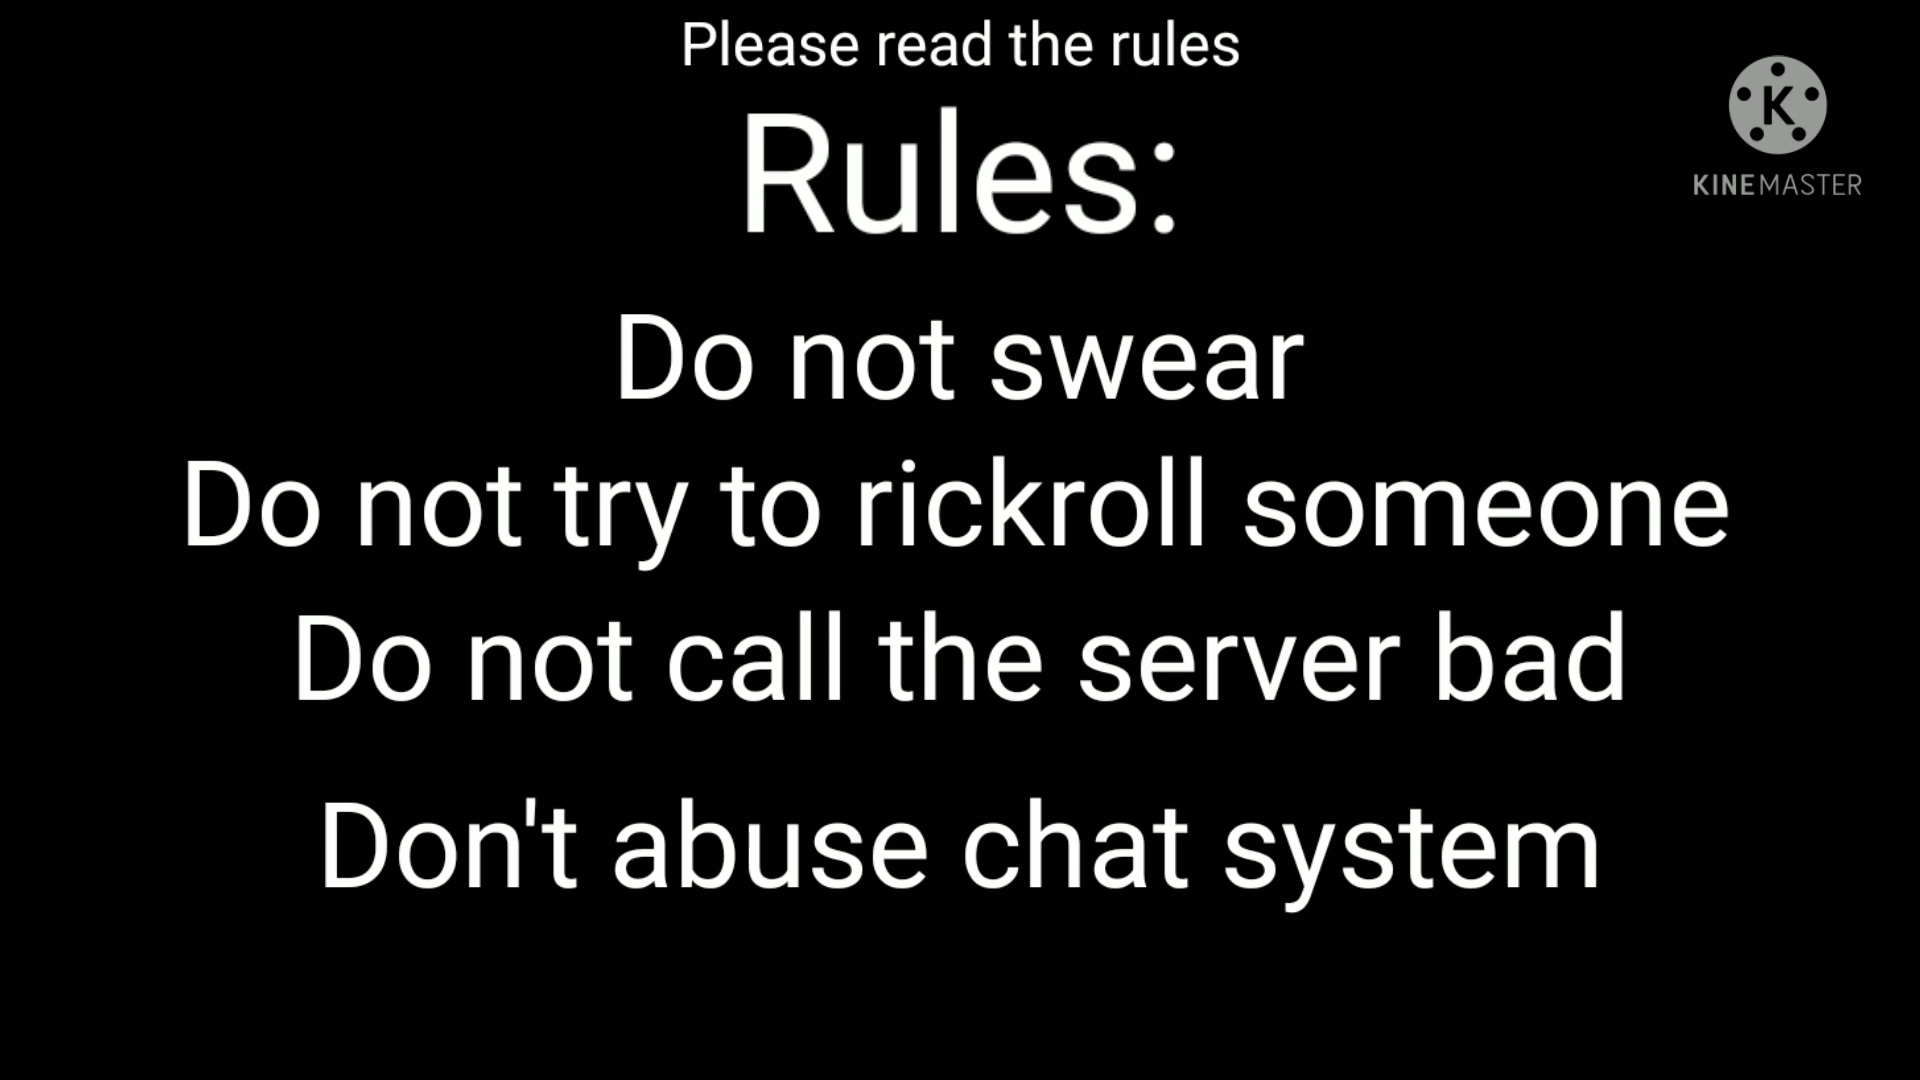 Please read the rules
Rules:
K
KINEMASTER
Do not swear
Do not try to rickroll someone
Do not call the server bad
Don't abuse chat system